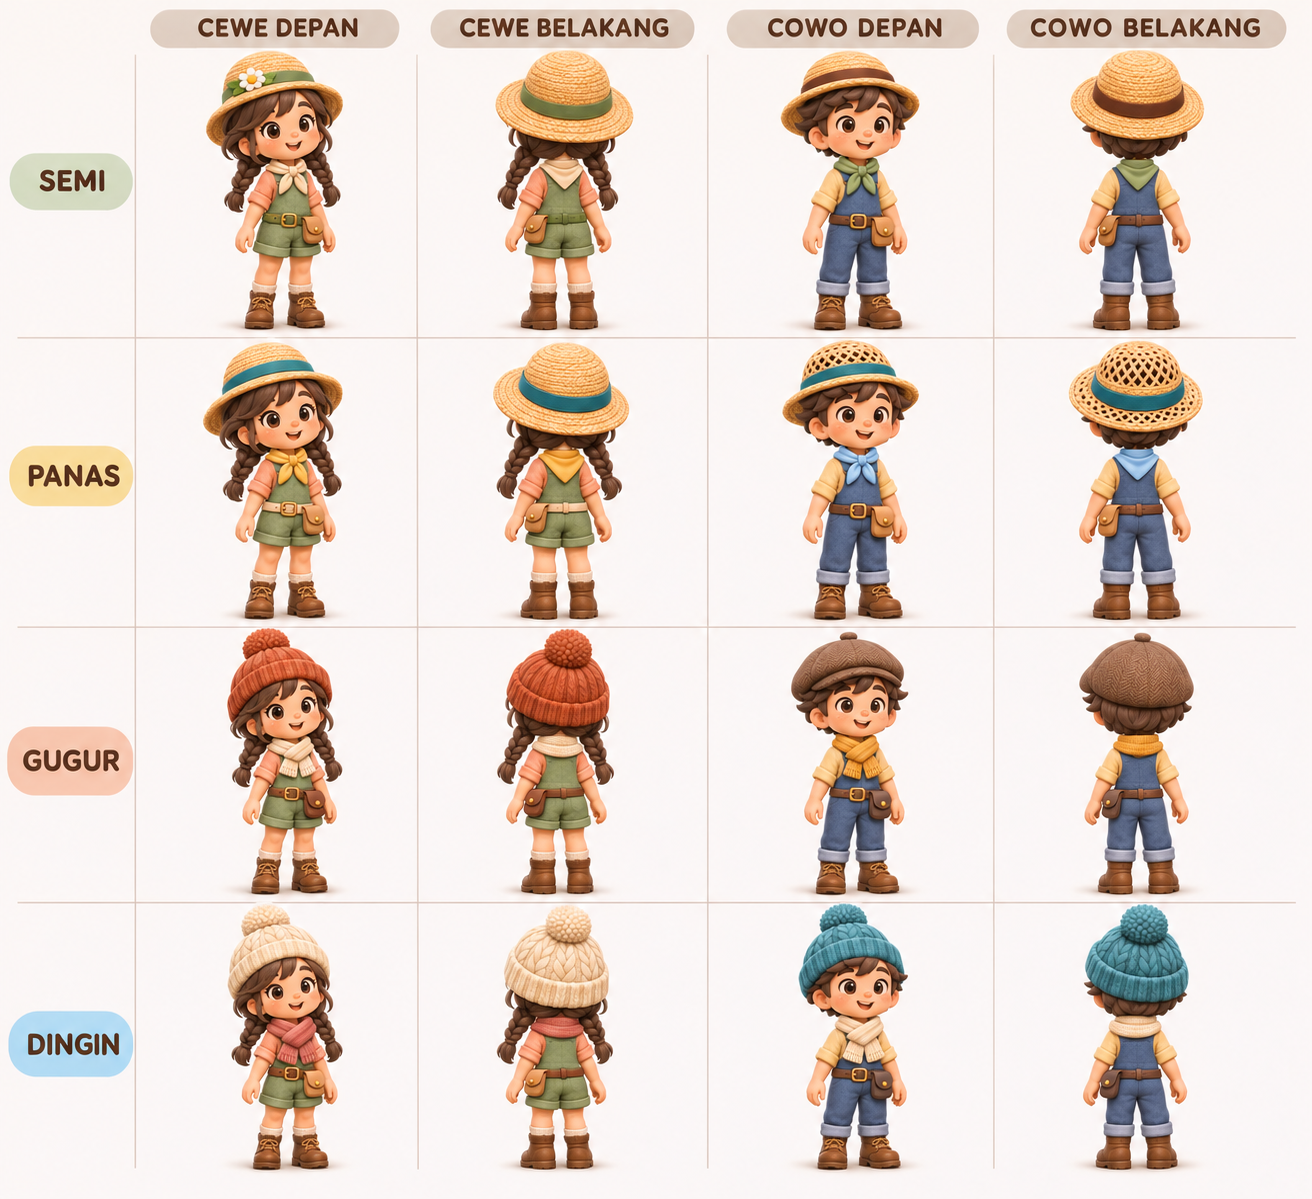 CEWE DEPAN
CEWE BELAKANG
COWO DEPAN
COWO BELAKANG
SEMI
PANAS
GUGUR
DINGIN